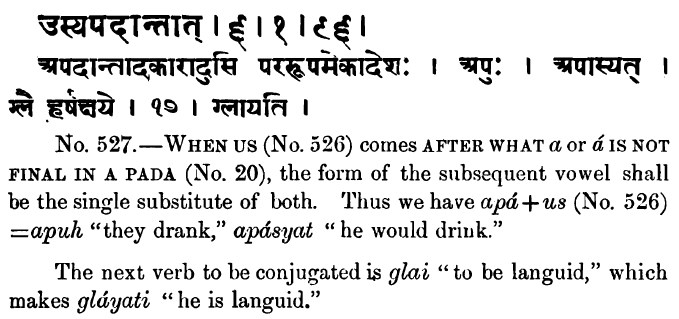 उस्यपदान्तात् । ६ । १ । ९६ ।
अपदान्तादकारादुसि पररूपमेकादेशः । अपुः । अपास्यत् ।
ग्लै हर्षक्षये । १७ । ग्लायति ।
No. 527.—WHEN US (No. 526) comes AFTER WHAT a or á IS NOT
FINAL IN A PADA (No. 20), the form of the subsequent vowel shall
be the single substitute of both. Thus we have apá+us (No. 526)
=apuh “they drank,” apásyat “he would drink.”
The next verb to be conjugated is glai “to be languid,” which
makes gláyati “he is languid.”